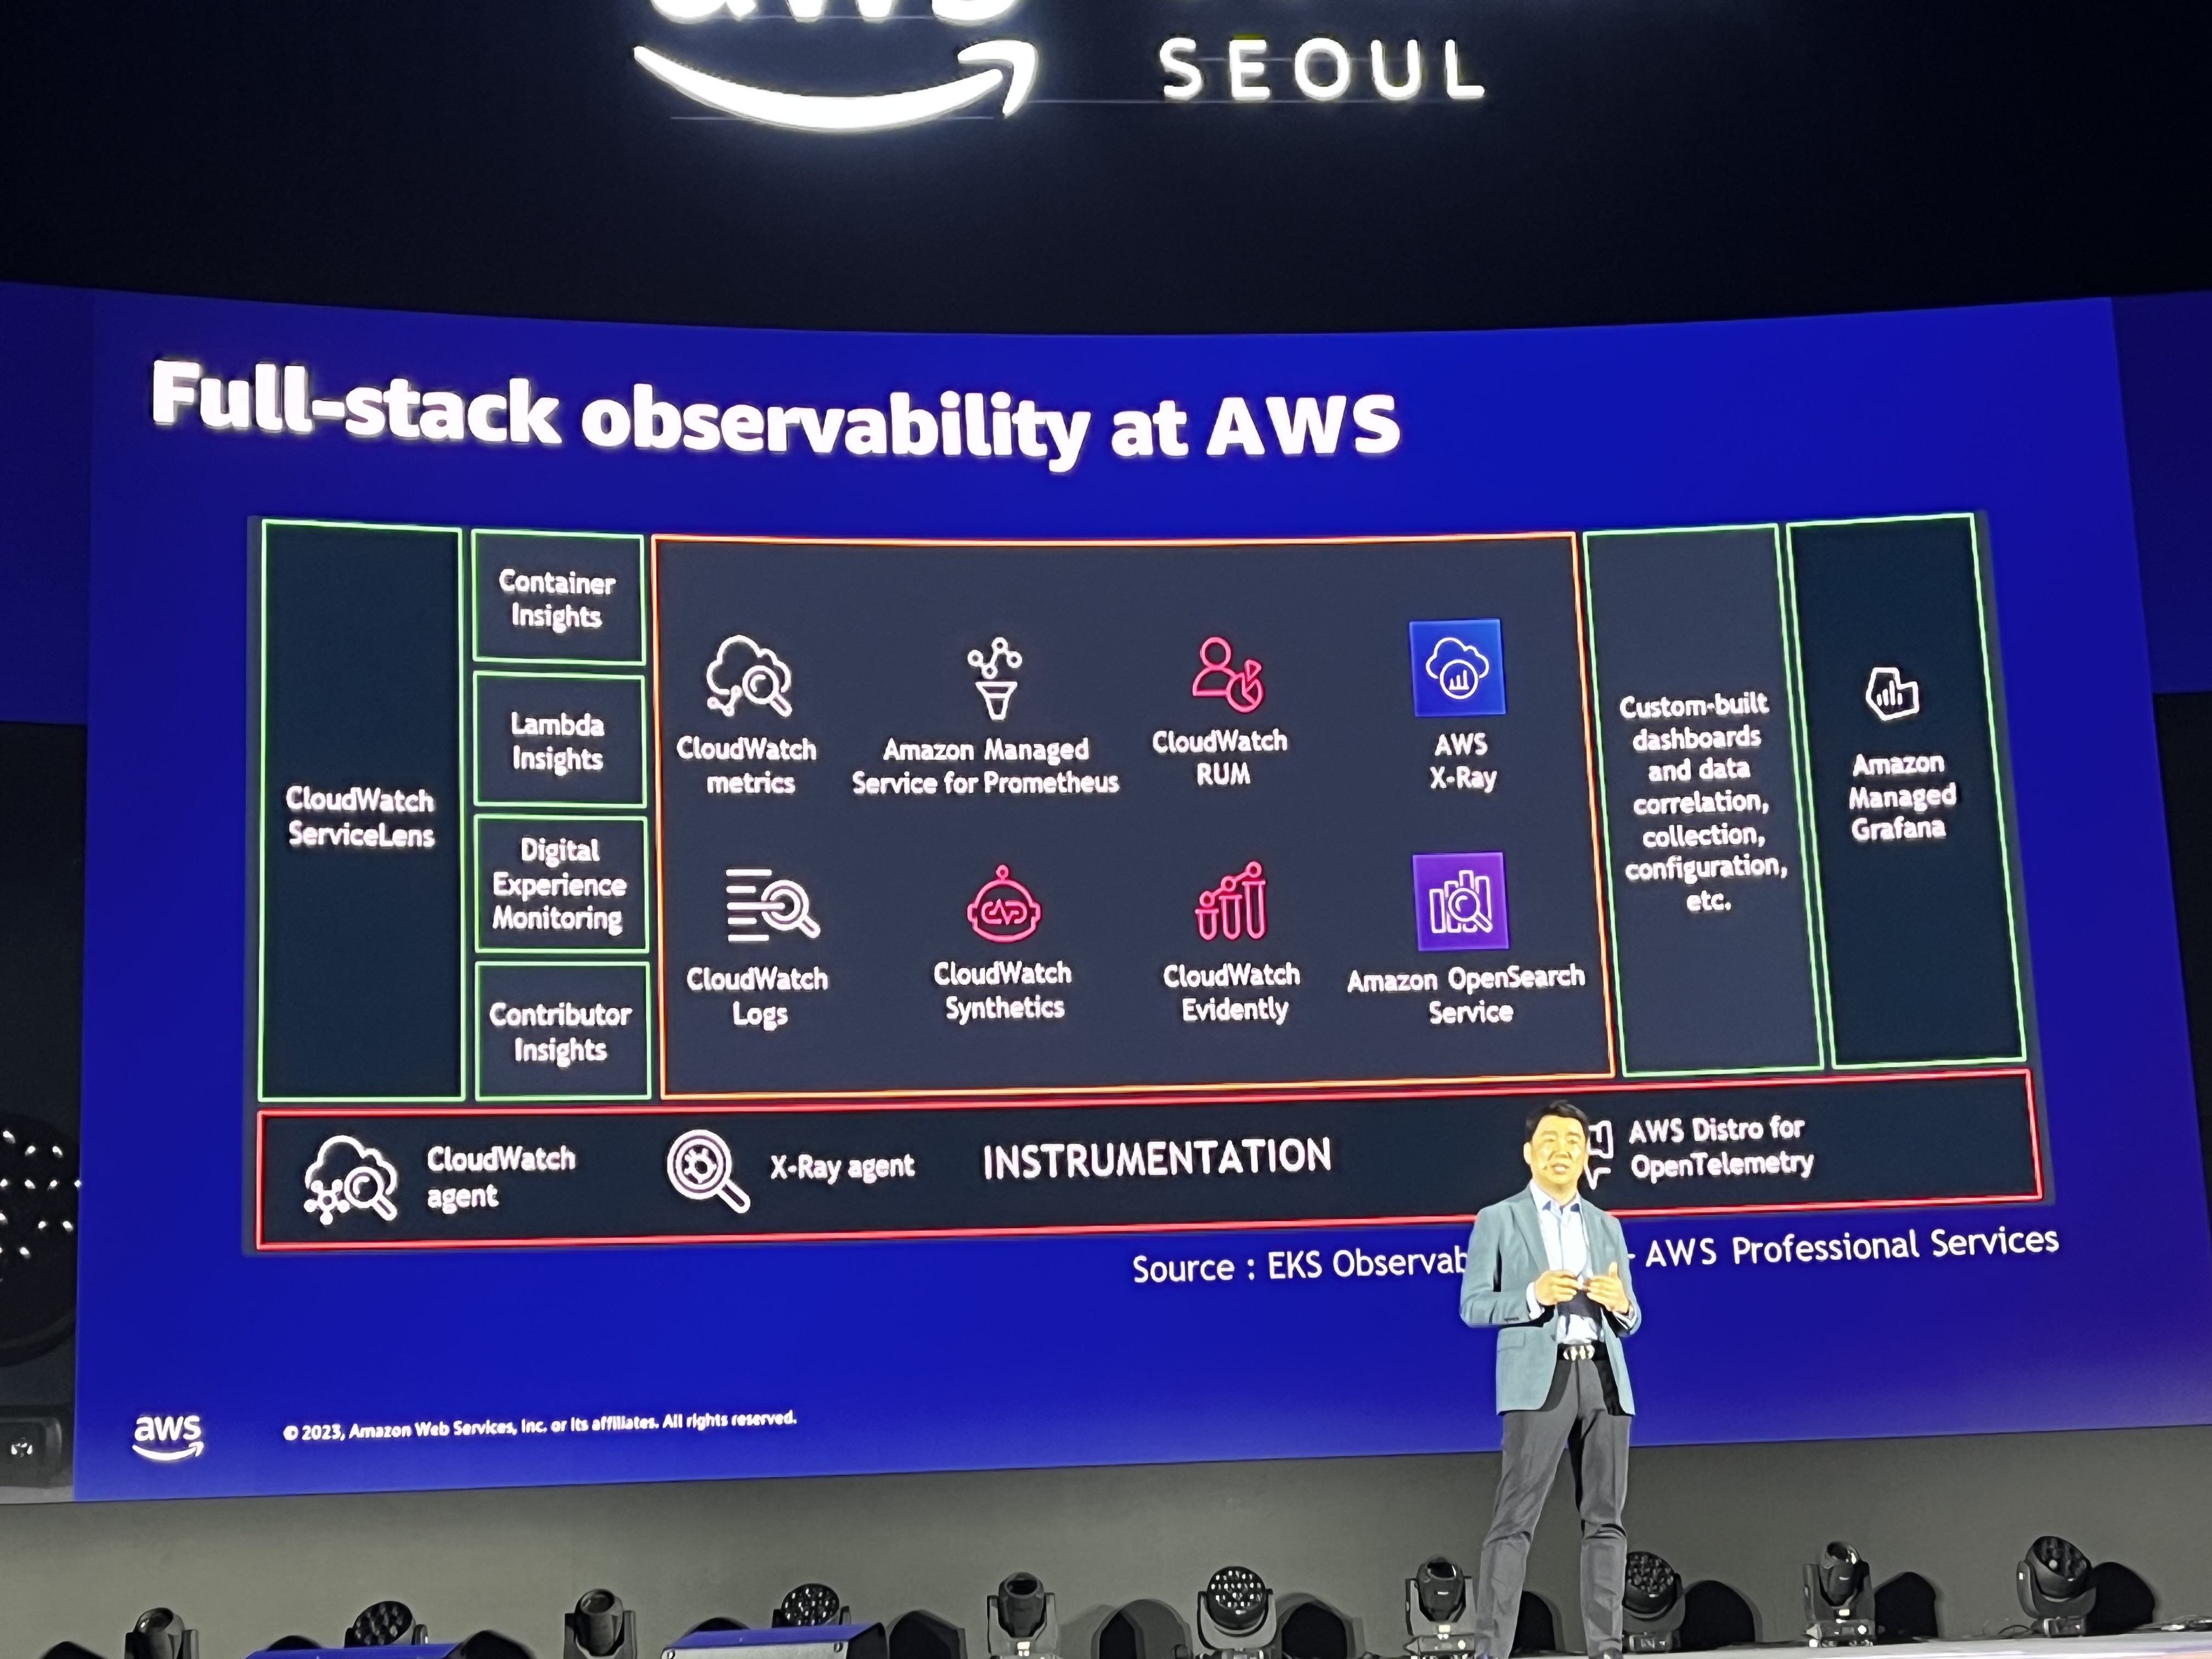 aws
SEOUL
Full-stack observability at AWS
CloudWatch
ServiceLens
Container
Insights
Lambda
Insights
Digital
Experience
Monitoring
Contributor
Insights
CloudWatch
metrics
Amazon Managed
Service for Prometheus
CloudWatch
RUM
AWS
X-Ray
CloudWatch
Logs
CloudWatch
Synthetics
CloudWatch
Evidently
Amazon OpenSearch
Service
Custom-built
dashboards
and data
correlation,
collection,
configuration,
etc.
Amazon
Managed
Grafana
CloudWatch
agent
X-Ray agent
INSTRUMENTATION
AWS Distro for
OpenTelemetry
Source : EKS Observab - AWS Professional Services
aws
© 2023, Amazon Web Services, Inc. or its affiliates. All rights reserved.